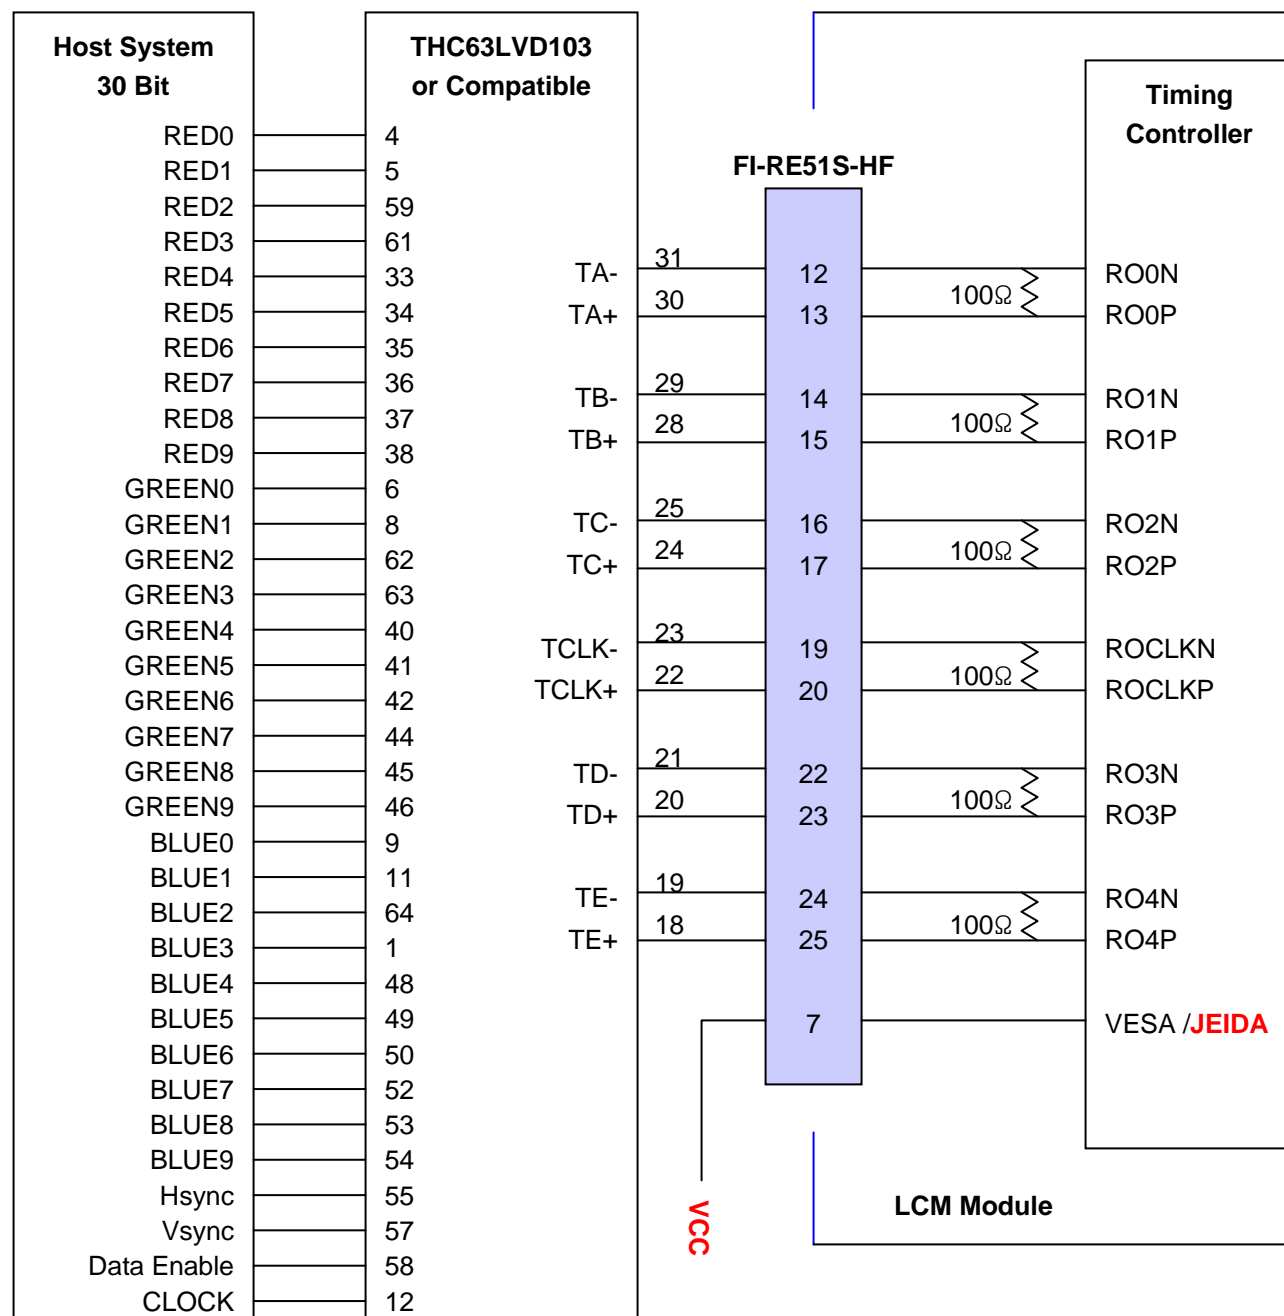 Host System
30 Bit
RED0 4
RED1 5
RED2 59
RED3 61
RED4 33
RED5 34
RED6 35
RED7 36
RED8 37
RED9 38
GREEN0 6
GREEN1 8
GREEN2 62
GREEN3 63
GREEN4 40
GREEN5 41
GREEN6 42
GREEN7 44
GREEN8 45
GREEN9 46
BLUE0 9
BLUE1 11
BLUE2 64
BLUE3 1
BLUE4 48
BLUE5 49
BLUE6 50
BLUE7 52
BLUE8 53
BLUE9 54
Hsync 55
Vsync 57
Data Enable 58
CLOCK 12
THC63LVD103
or Compatible
TA- 31 12 RO0N
100Ω
TA+ 30 13 RO0P
TB- 29 14 RO1N
100Ω
TB+ 28 15 RO1P
TC- 25 16 RO2N
100Ω
TC+ 24 17 RO2P
TCLK- 23 19 ROCLKN
100Ω
TCLK+ 22 20 ROCLKP
TD- 21 22 RO3N
100Ω
TD+ 20 23 RO3P
TE- 19 24 RO4N
100Ω
TE+ 18 25 RO4P
7 VESA /JEIDA
VCC
FI-RE51S-HF
Timing
Controller
LCM Module